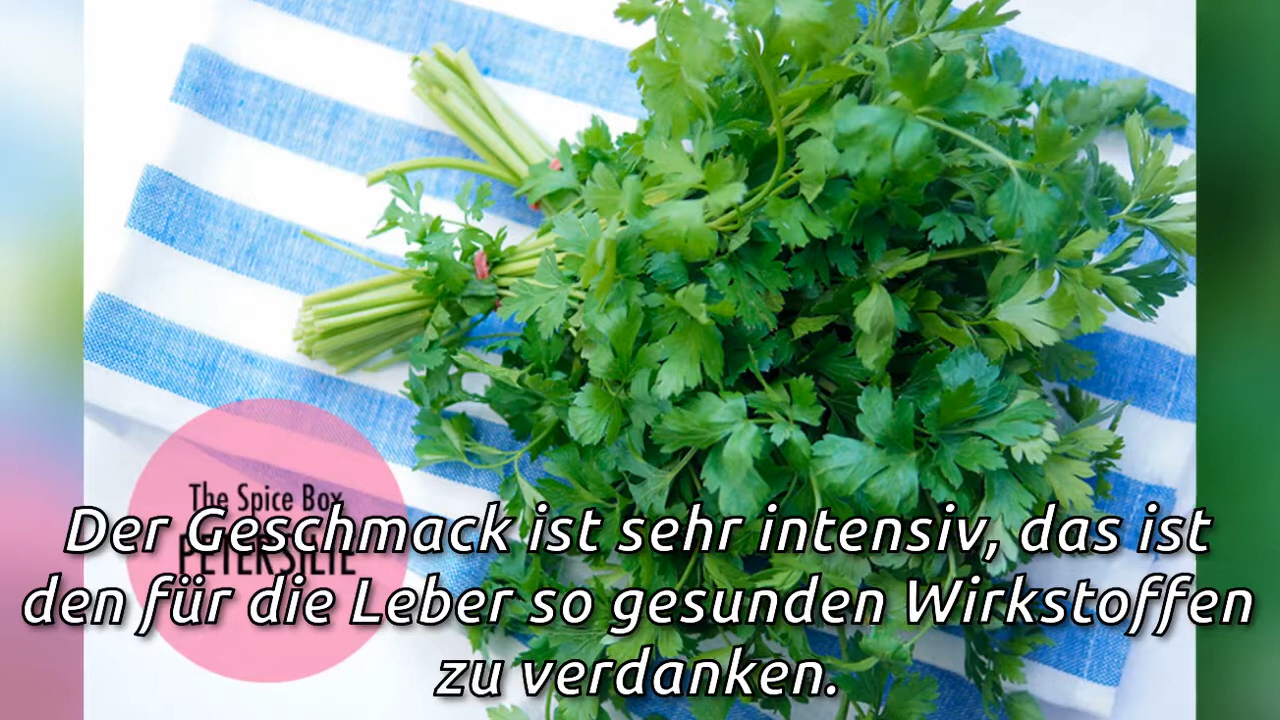 The Spice Box
PETERSILIE
Der Geschmack ist sehr intensiv, das ist
den für die Leber so gesunden Wirkstoffen
zu verdanken.